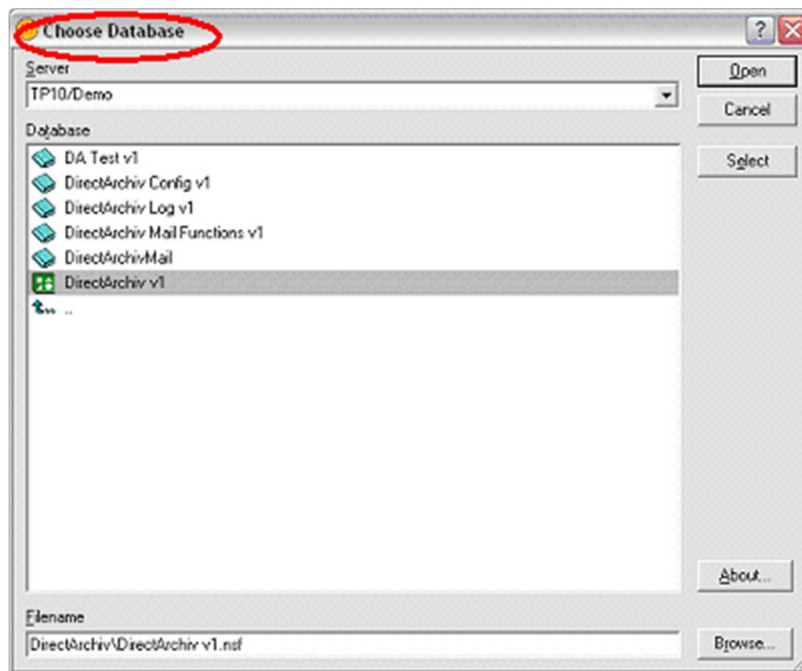 Choose Database
?
Server
Open
TP10/Demo
Cancel
Database
DA Test v1
Select
DirectArchiv Config v1
DirectArchiv Log v1
DirectArchiv Mail Functions v1
DirectArchivMail
DirectArchiv v1
..
About...
Filename
DirectArchiv\DirectArchiv v1.nsf
Browse...